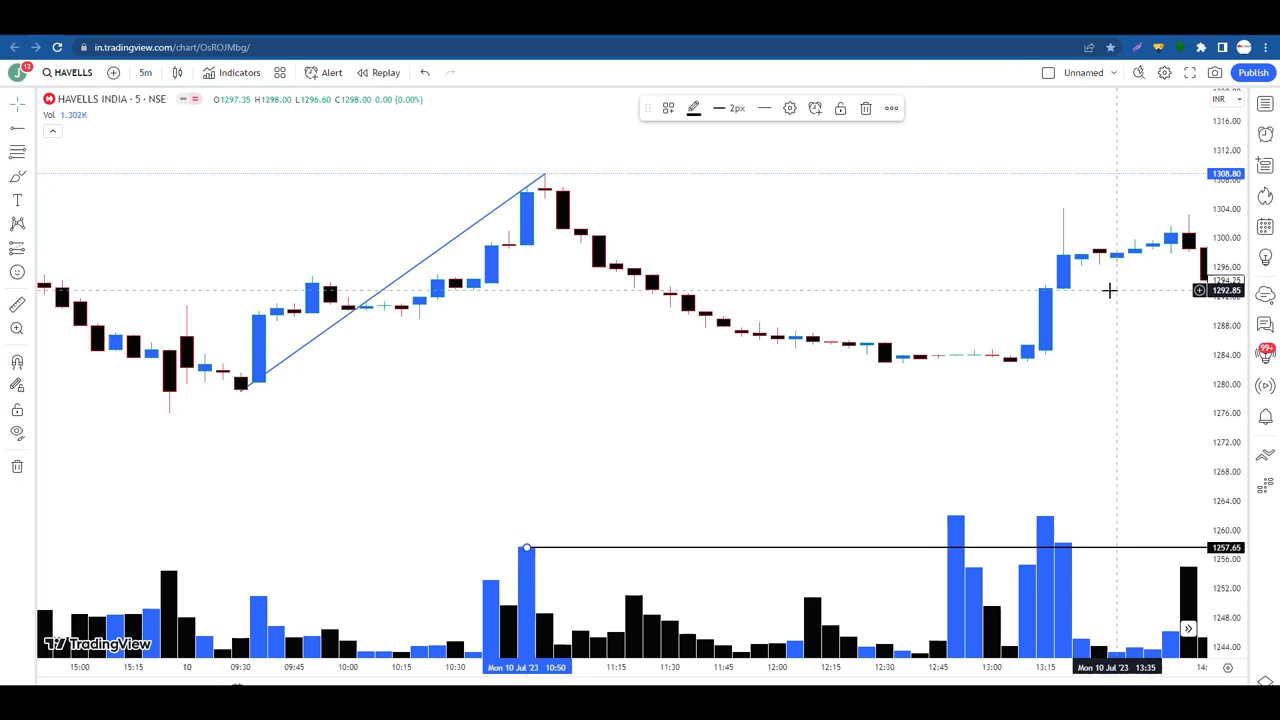 in.tradingview.com/chart/OsROJMbg/
J 12 HAVELLS 5m Indicators Alert Replay Unnamed Publish
HAVELLS INDIA · 5 · NSE O1297.35 H1298.00 L1296.60 C1298.00 0.00 (0.00%)
Vol 1.302K
2px
INR
1316.00
1312.00
1308.80
1304.00
1300.00
1296.00
1294.25
1292.85
1288.00
1284.00
1280.00
1276.00
1272.00
1268.00
1264.00
1260.00
1257.65
1256.00
1252.00
1248.00
1244.00
99+
TradingView
15:00 15:15 10 09:30 09:45 10:00 10:15 10:30 Mon 10 Jul '23 10:50 11:15 11:30 11:45 12:00 12:15 12:30 12:45 13:00 13:15 Mon 10 Jul '23 13:35 14: